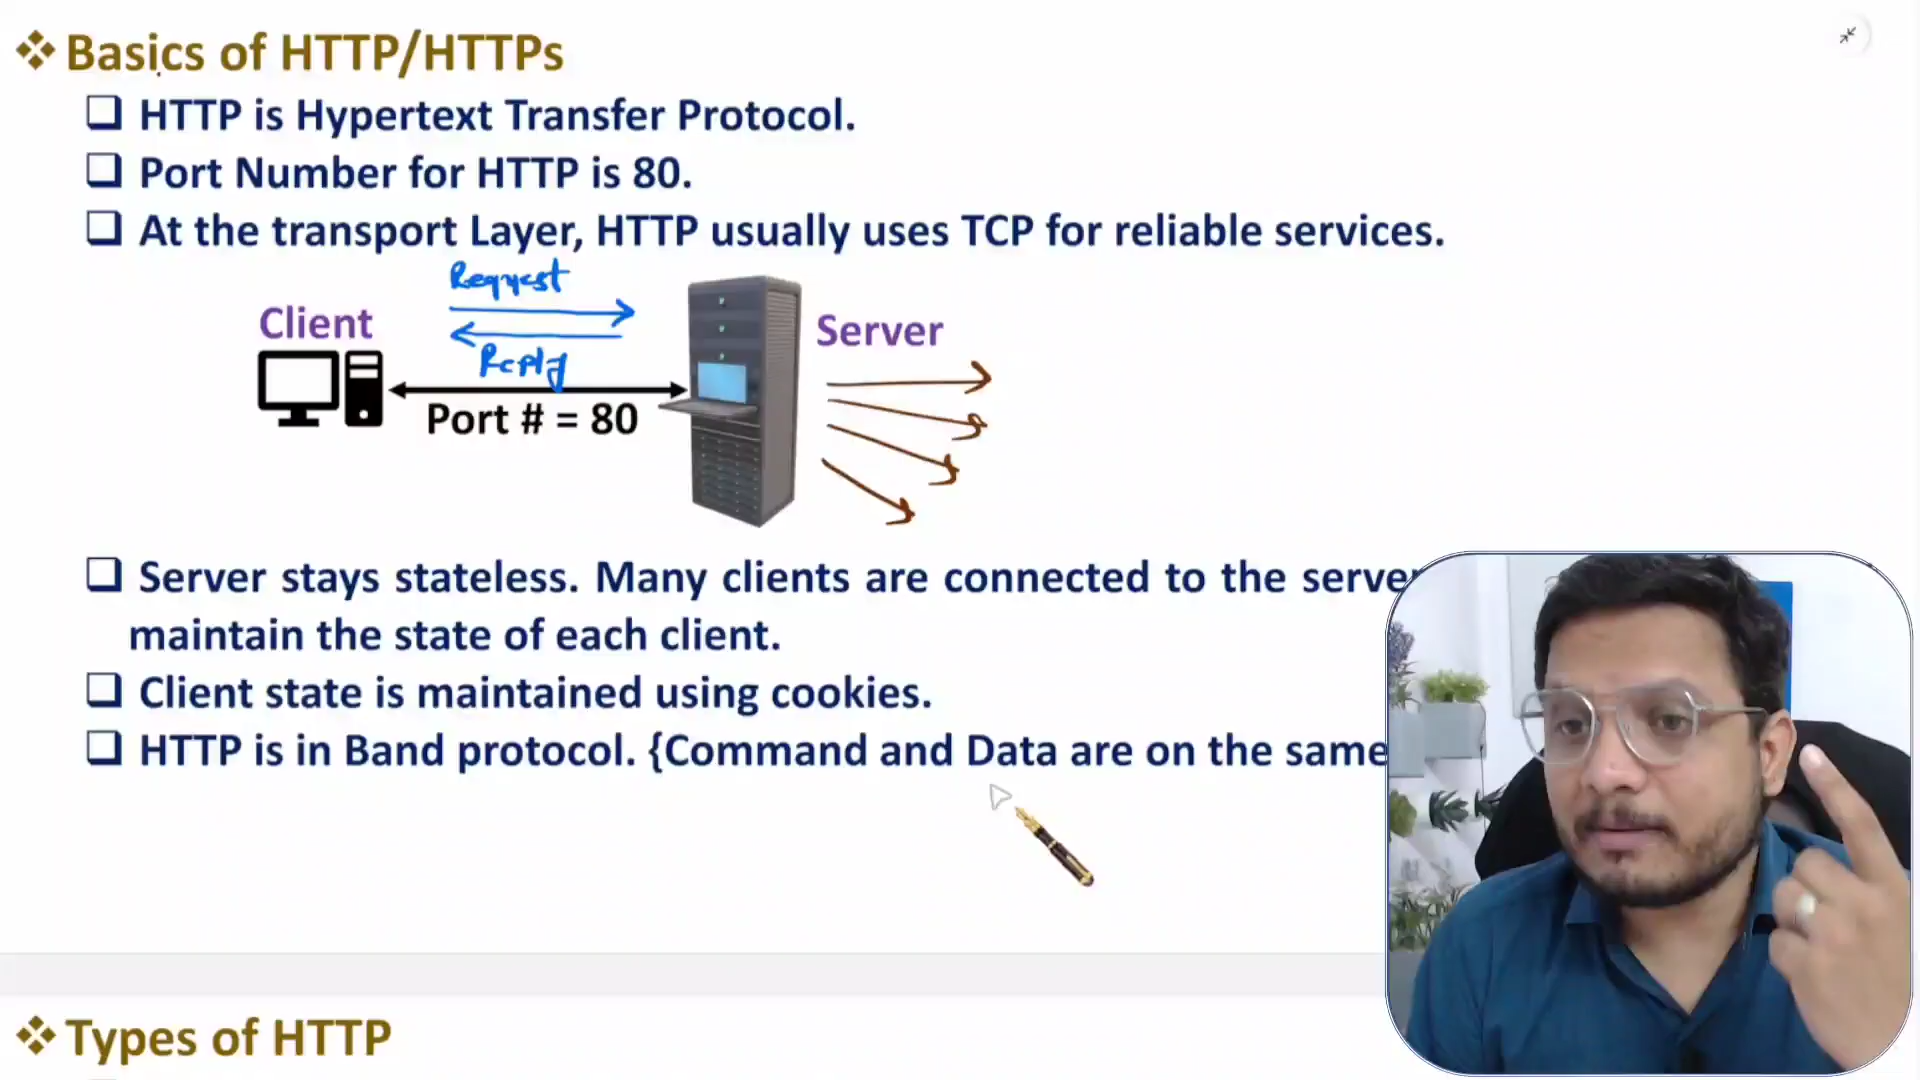 Basics of HTTP/HTTPs
HTTP is Hypertext Transfer Protocol.
Port Number for HTTP is 80.
At the transport Layer, HTTP usually uses TCP for reliable services.
Request
Client
Server
Reply
Port # = 80
Server stays stateless. Many clients are connected to the server
maintain the state of each client.
Client state is maintained using cookies.
HTTP is in Band protocol. {Command and Data are on the same
Types of HTTP